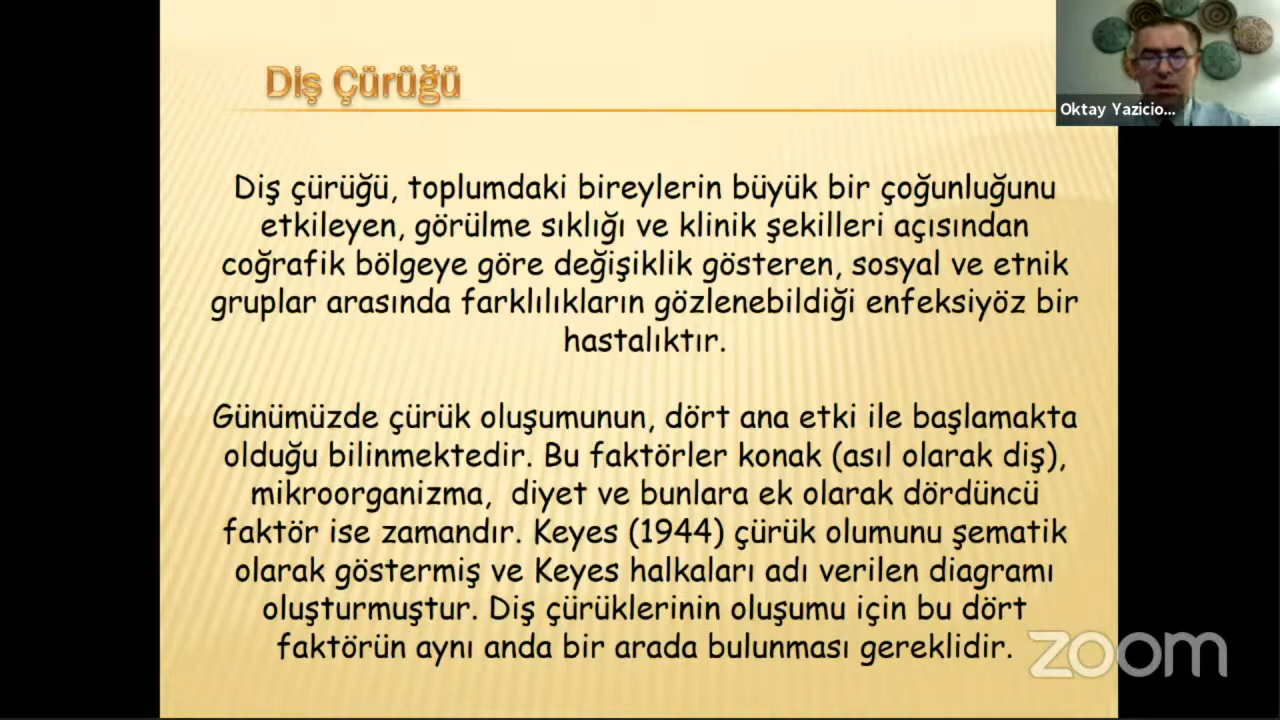 Diş Çürüğü
Oktay Yazicio...
Diş çürüğü, toplumdaki bireylerin büyük bir çoğunluğunu
etkileyen, görülme sıklığı ve klinik şekilleri açısından
coğrafik bölgeye göre değişiklik gösteren, sosyal ve etnik
gruplar arasında farklılıkların gözlenebildiği enfeksiyöz bir
hastalıktır.
Günümüzde çürük oluşumunun, dört ana etki ile başlamakta
olduğu bilinmektedir. Bu faktörler konak (asıl olarak diş),
mikroorganizma, diyet ve bunlara ek olarak dördüncü
faktör ise zamandır. Keyes (1944) çürük olumunu şematik
olarak göstermiş ve Keyes halkaları adı verilen diagramı
oluşturmuştur. Diş çürüklerinin oluşumu için bu dört
faktörün aynı anda bir arada bulunması gereklidir.
zoom